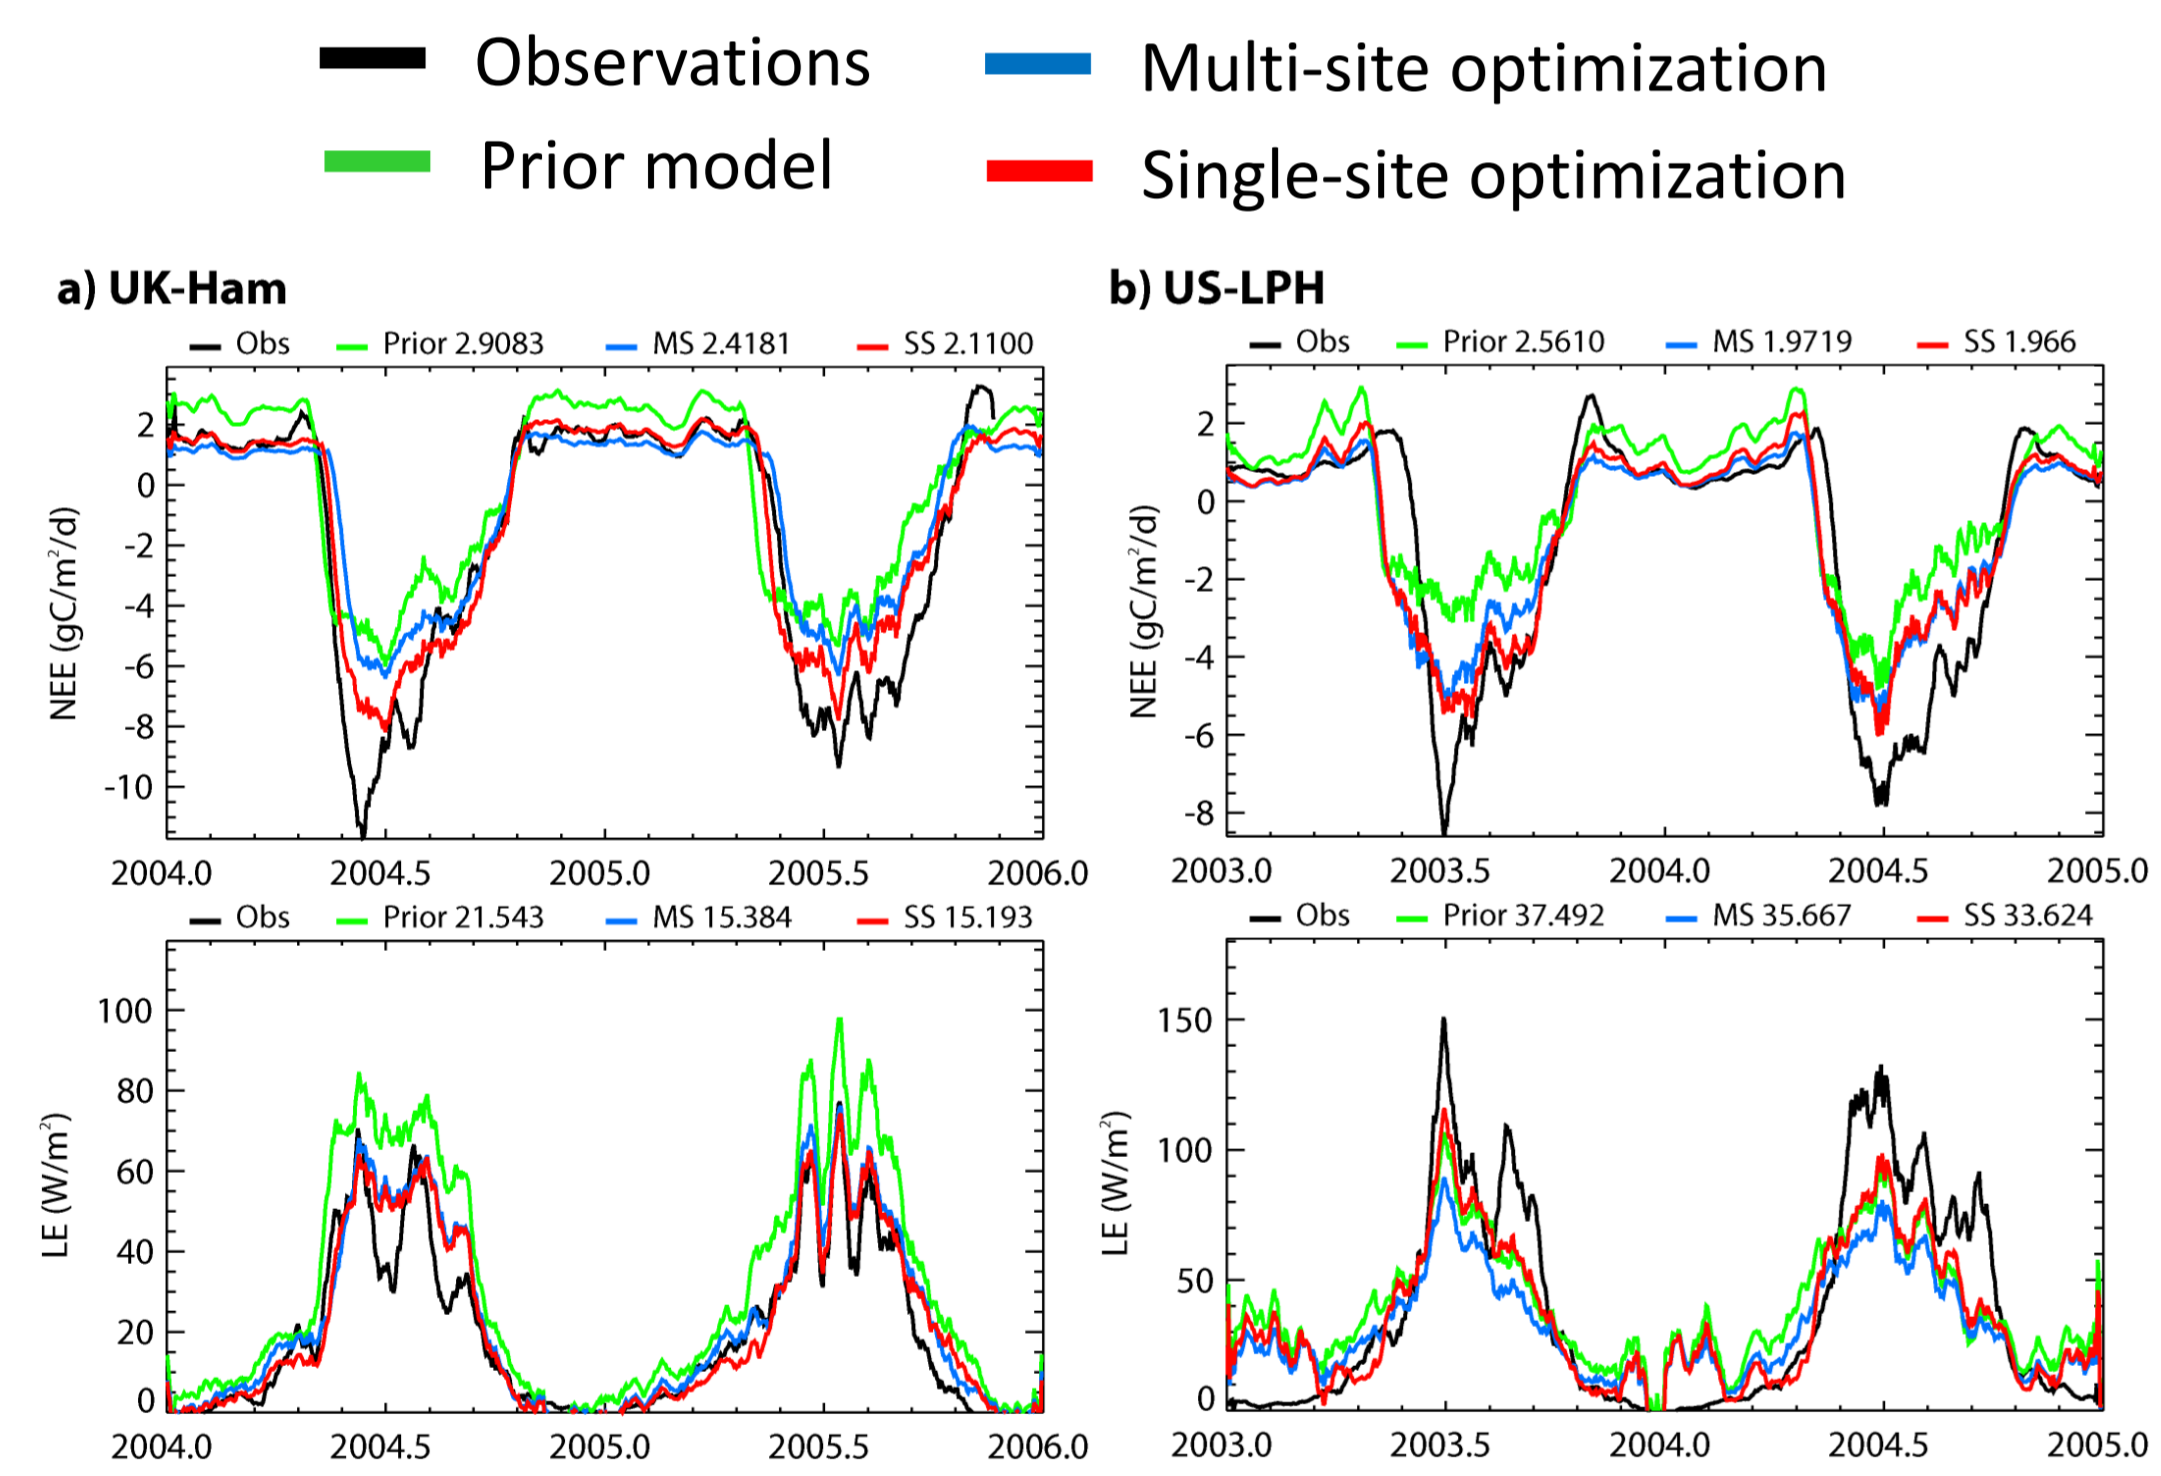 Observations
Multi-site optimization
Prior model
Single-site optimization
a) UK-Ham
Obs Prior 2.9083 MS 2.4181 SS 2.1100
NEE (gC/m²/d)
2
0
-2
-4
-6
-8
-10
2004.0 2004.5 2005.0 2005.5 2006.0
Obs Prior 21.543 MS 15.384 SS 15.193
LE (W/m²)
100
80
60
40
20
0
2004.0 2004.5 2005.0 2005.5 2006.0
b) US-LPH
Obs Prior 2.5610 MS 1.9719 SS 1.966
NEE (gC/m²/d)
2
0
-2
-4
-6
-8
2003.0 2003.5 2004.0 2004.5 2005.0
Obs Prior 37.492 MS 35.667 SS 33.624
LE (W/m²)
150
100
50
0
2003.0 2003.5 2004.0 2004.5 2005.0